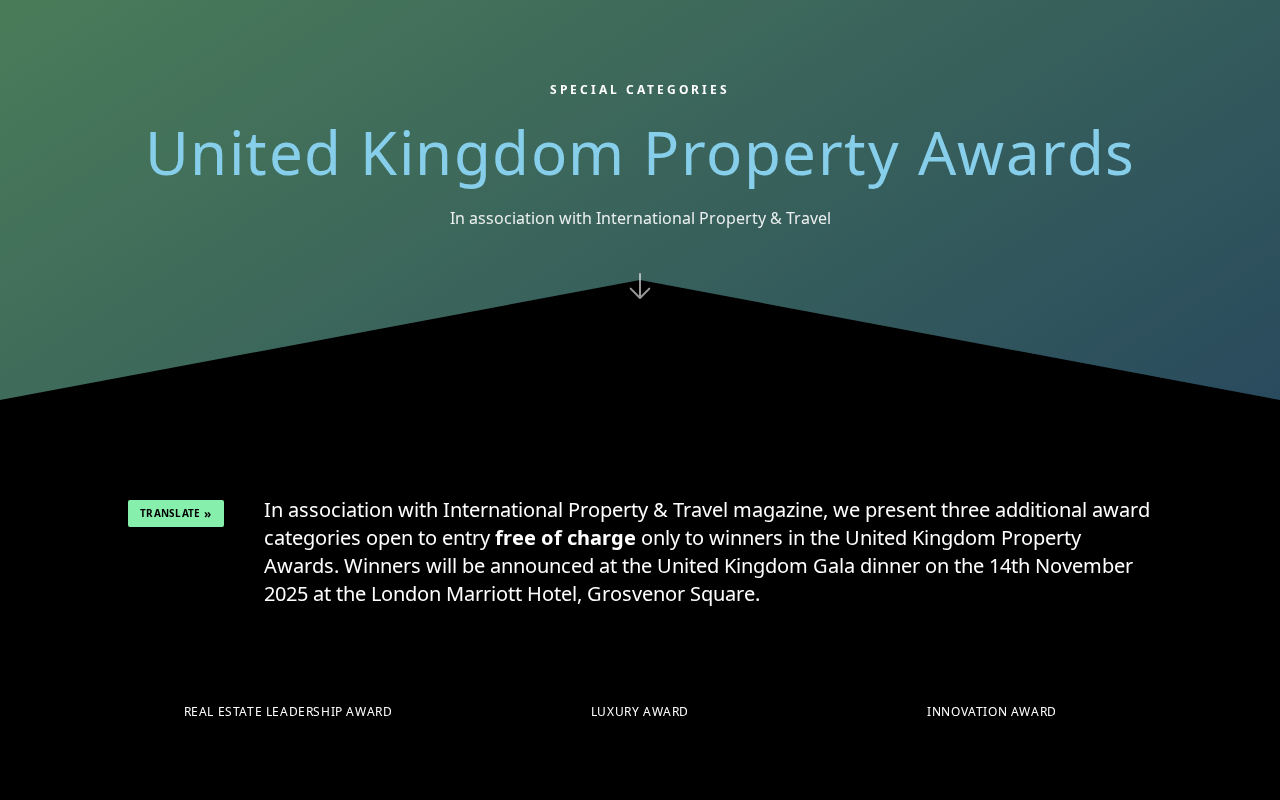 SPECIAL CATEGORIES
United Kingdom Property Awards
In association with International Property & Travel
TRANSLATE »
In association with International Property & Travel magazine, we present three additional award
categories open to entry free of charge only to winners in the United Kingdom Property
Awards. Winners will be announced at the United Kingdom Gala dinner on the 14th November
2025 at the London Marriott Hotel, Grosvenor Square.
REAL ESTATE LEADERSHIP AWARD
LUXURY AWARD
INNOVATION AWARD